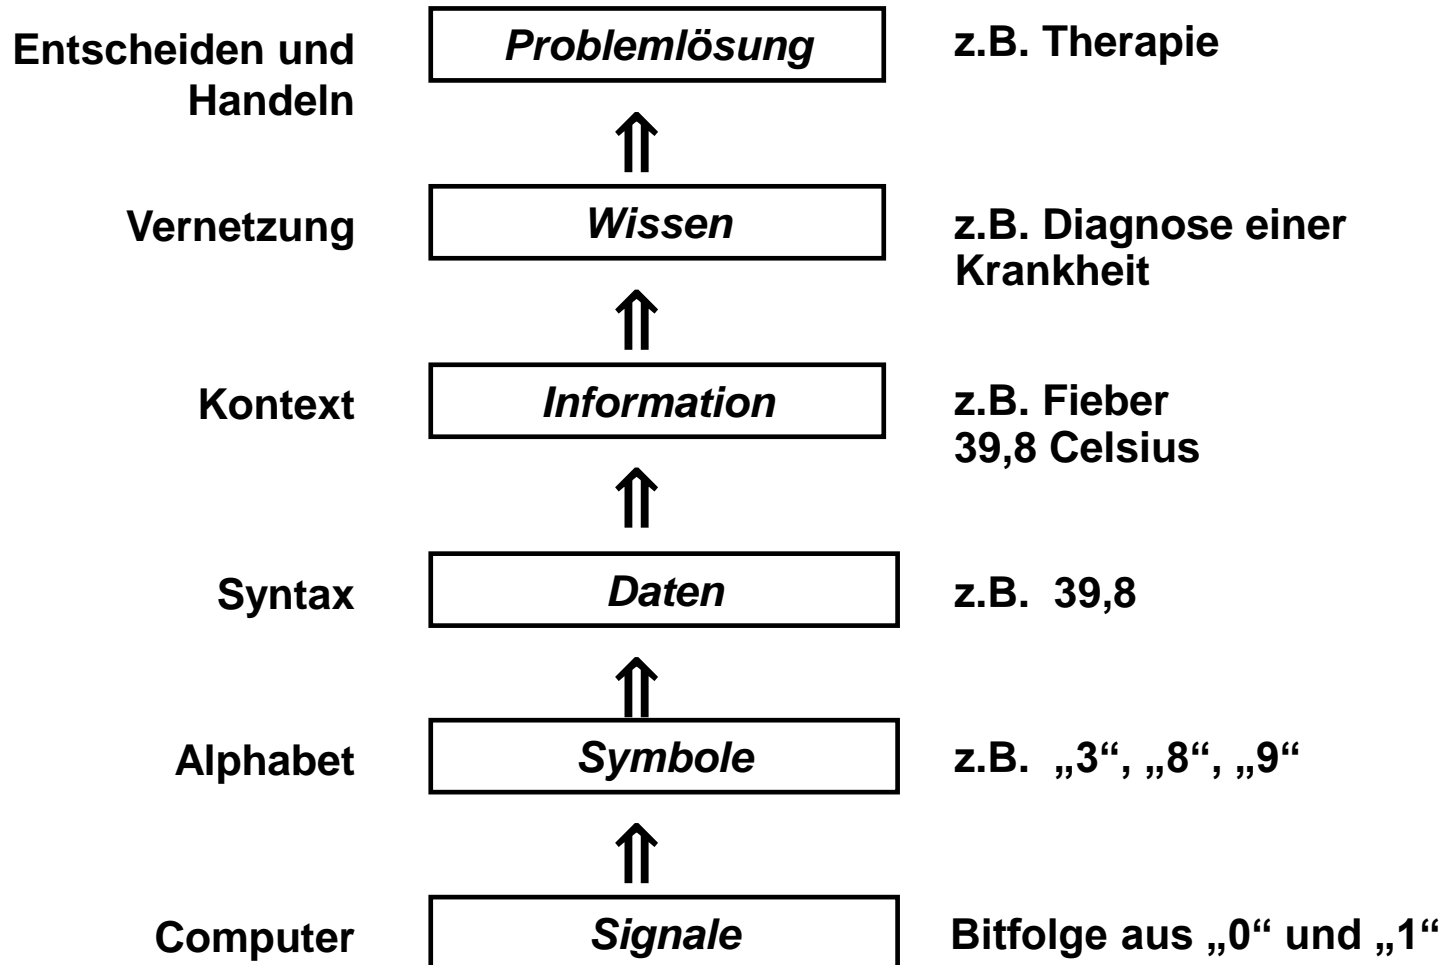 Entscheiden und
Handeln
Problemlösung
z.B. Therapie
Vernetzung
Wissen
z.B. Diagnose einer
Krankheit
Kontext
Information
z.B. Fieber
39,8 Celsius
Syntax
Daten
z.B. 39,8
Alphabet
Symbole
z.B. „3“, „8“, „9“
Computer
Signale
Bitfolge aus „0“ und „1“